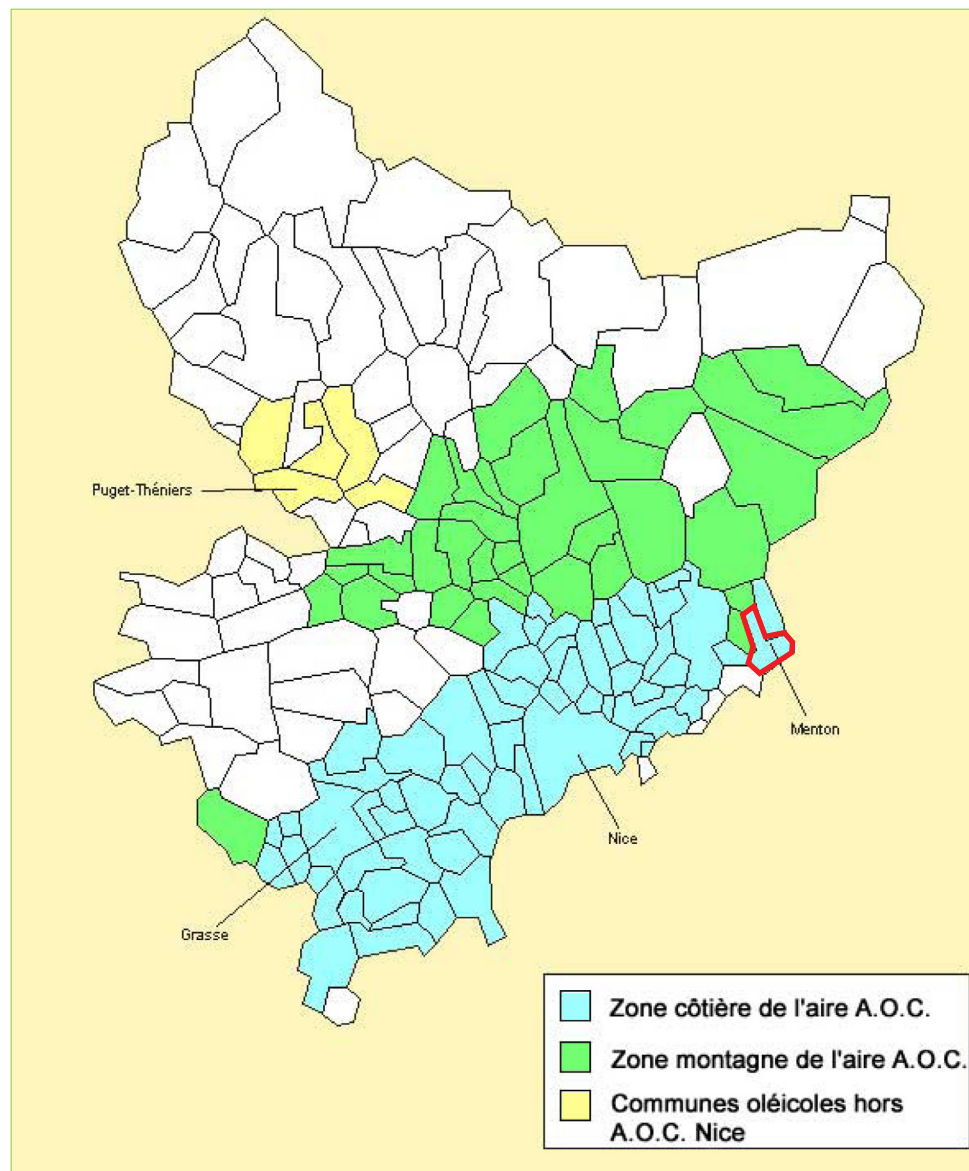 Puget-Théniers
Menton
Nice
Grasse
Zone côtière de l'aire A.O.C.
Zone montagne de l'aire A.O.C.
Communes oléicoles hors
A.O.C. Nice